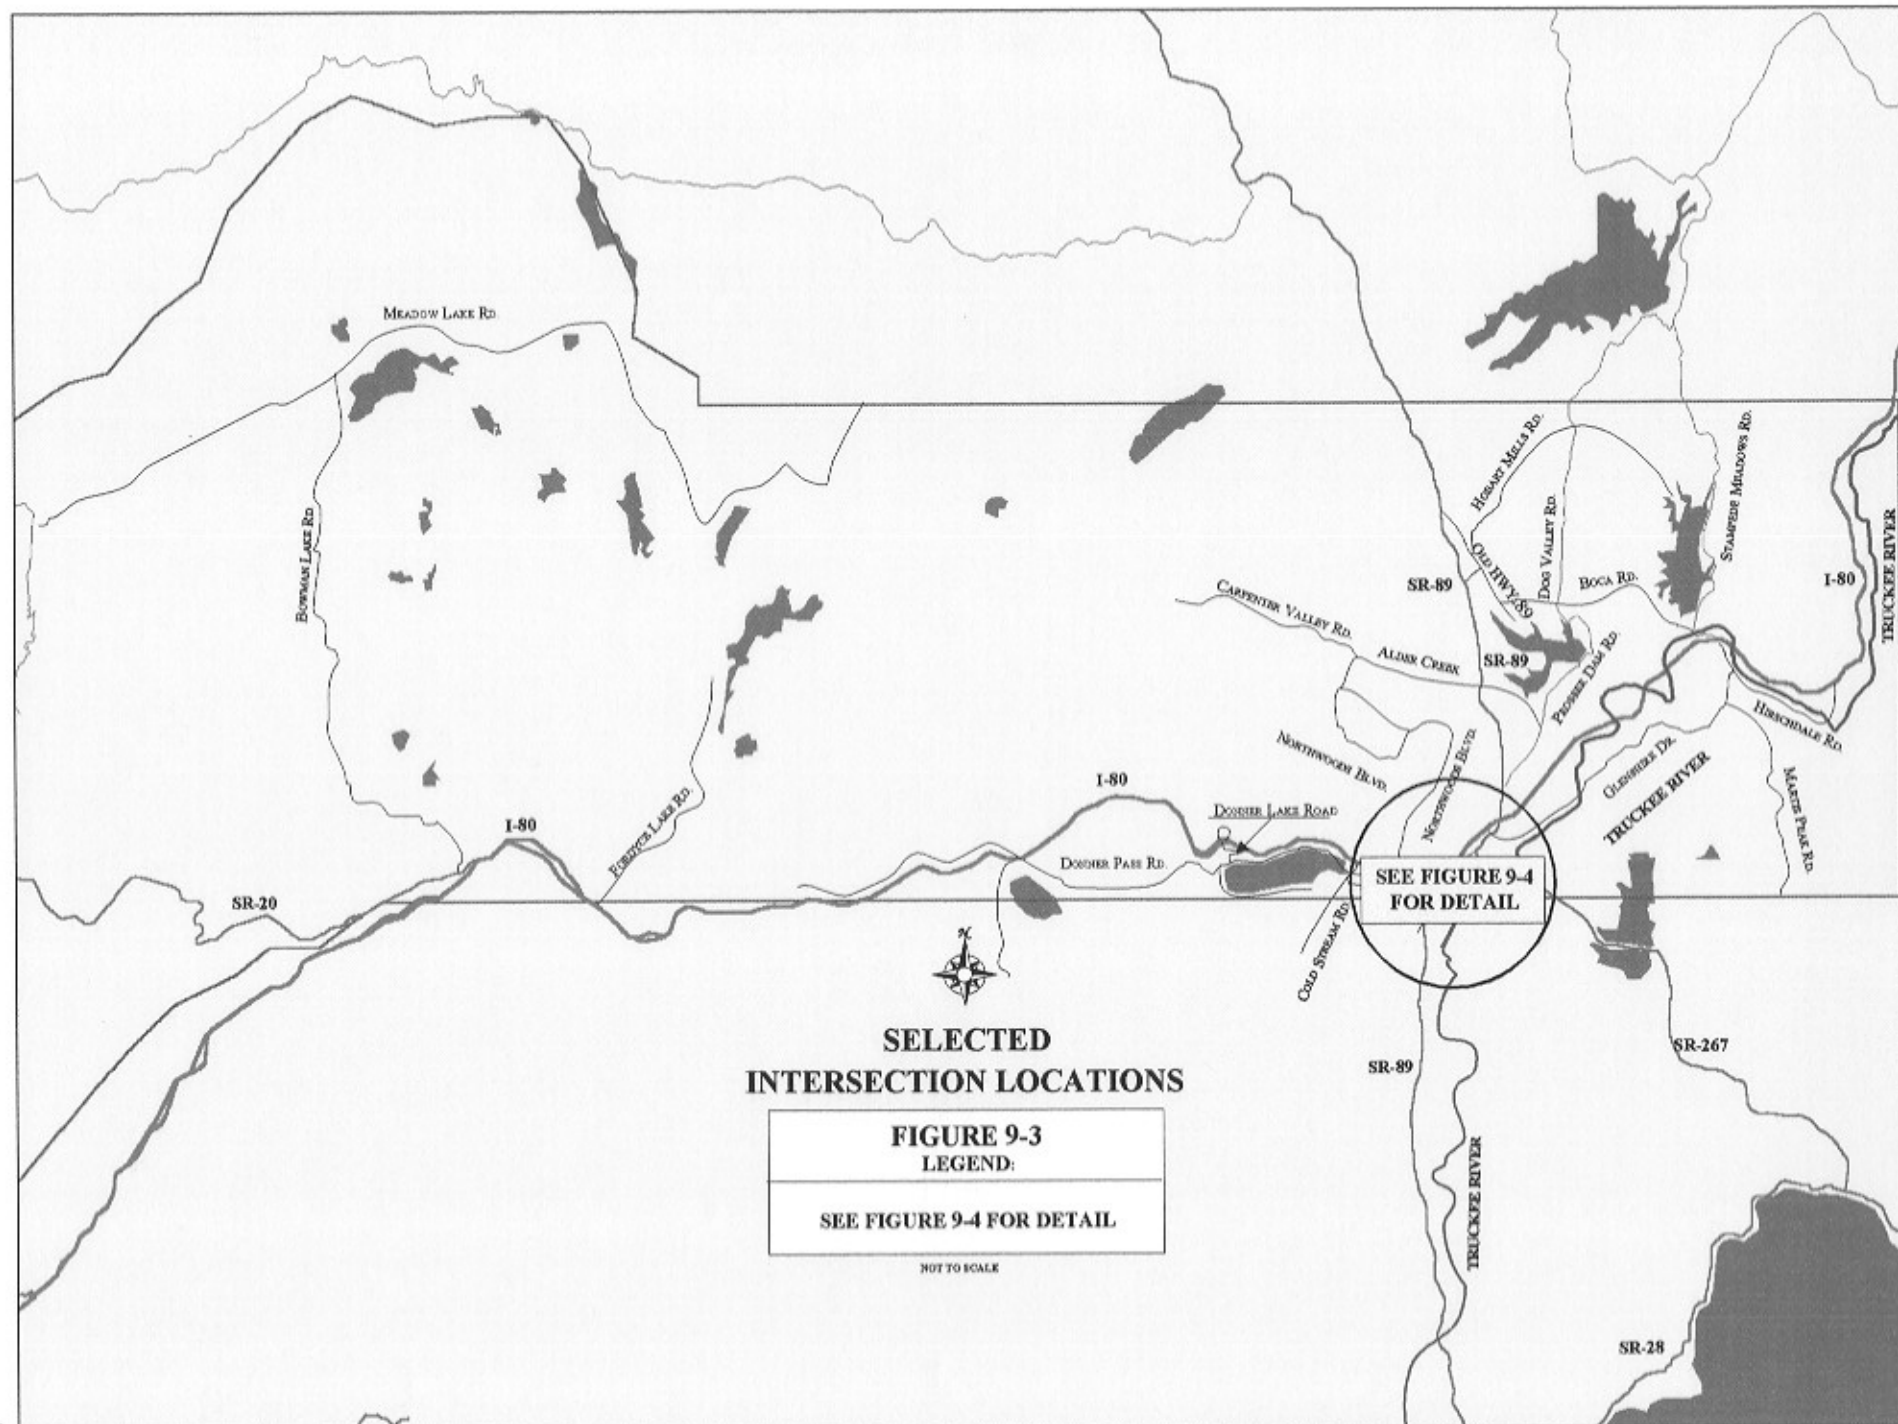 MEADOW LAKE RD.
HOBART MILLS RD.
STAMPEDE MEADOWS RD.
BOWMAN LAKE RD.
DOG VALLEY RD.
TRUCKEE RIVER
I-80
OLD HWY-89
BOCA RD.
SR-89
CARPENTER VALLEY RD.
ALDER CREEK
SR-89
PROSSER DAM RD.
HIRSCHDALE RD.
NORTHWOODS BLVD.
NORTHWOODS BLVD.
GLENSHIRE DR.
TRUCKEE RIVER
MARTIS PEAK RD.
I-80
DONNER LAKE ROAD
I-80
FORDYCE LAKE RD.
DONNER PASS RD.
SEE FIGURE 9-4
FOR DETAIL
SR-20
COLD STREAM RD.
N
SELECTED
INTERSECTION LOCATIONS
SR-267
SR-89
FIGURE 9-3
LEGEND:
SEE FIGURE 9-4 FOR DETAIL
TRUCKEE RIVER
NOT TO SCALE
SR-28